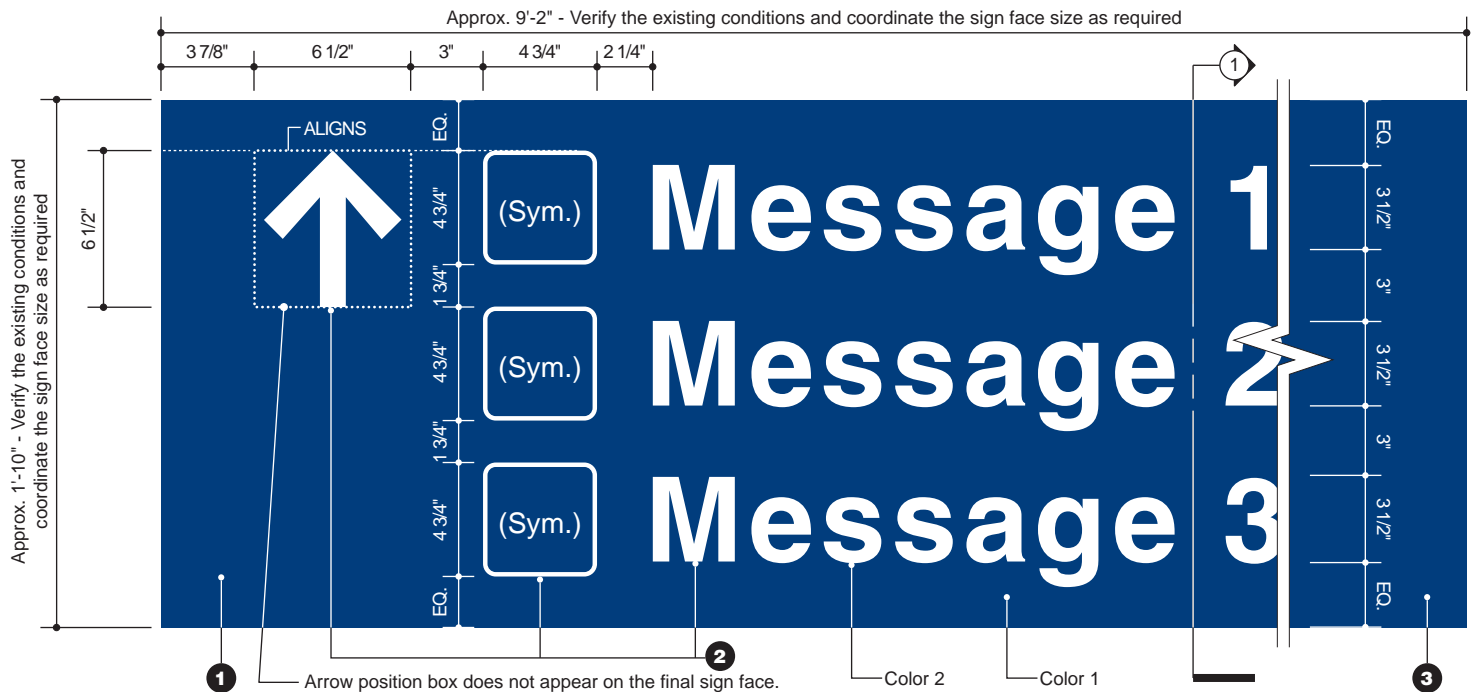 Approx. 9'-2" - Verify the existing conditions and coordinate the sign face size as required
3 7/8" 6 1/2" 3" 4 3/4" 2 1/4"
1
Approx. 1'-10" - Verify the existing conditions and
coordinate the sign face size as required
6 1/2"
ALIGNS
EQ.
4 3/4"
1 3/4"
4 3/4"
1 3/4"
4 3/4"
EQ.
(Sym.) Message 1
(Sym.) Message 2
(Sym.) Message 3
EQ.
3 1/2"
3"
3 1/2"
3"
3 1/2"
EQ.
1 2 3
Arrow position box does not appear on the final sign face.
Color 2 Color 1